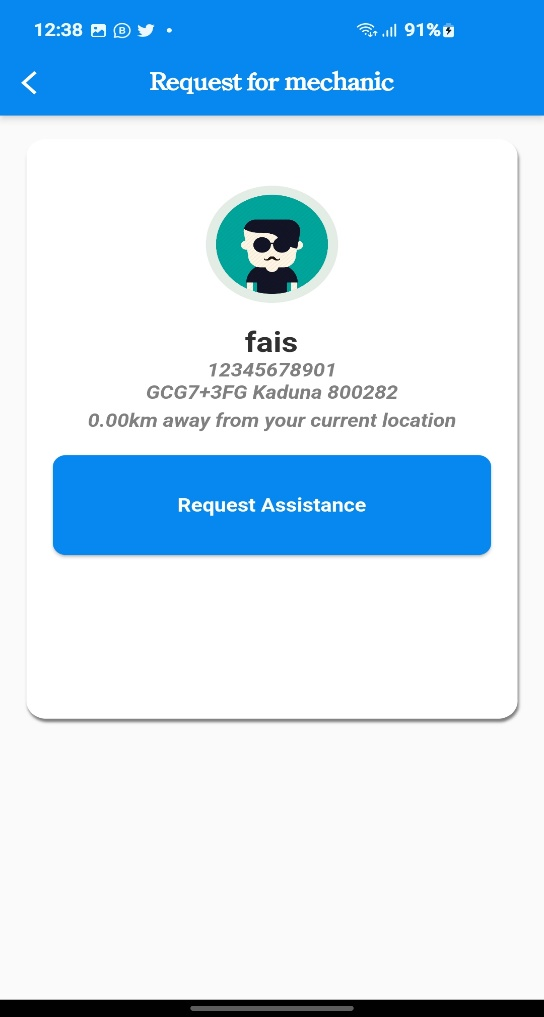 12:38
91%
Request for mechanic
fais
12345678901
GCG7+3FG Kaduna 800282
0.00km away from your current location
Request Assistance